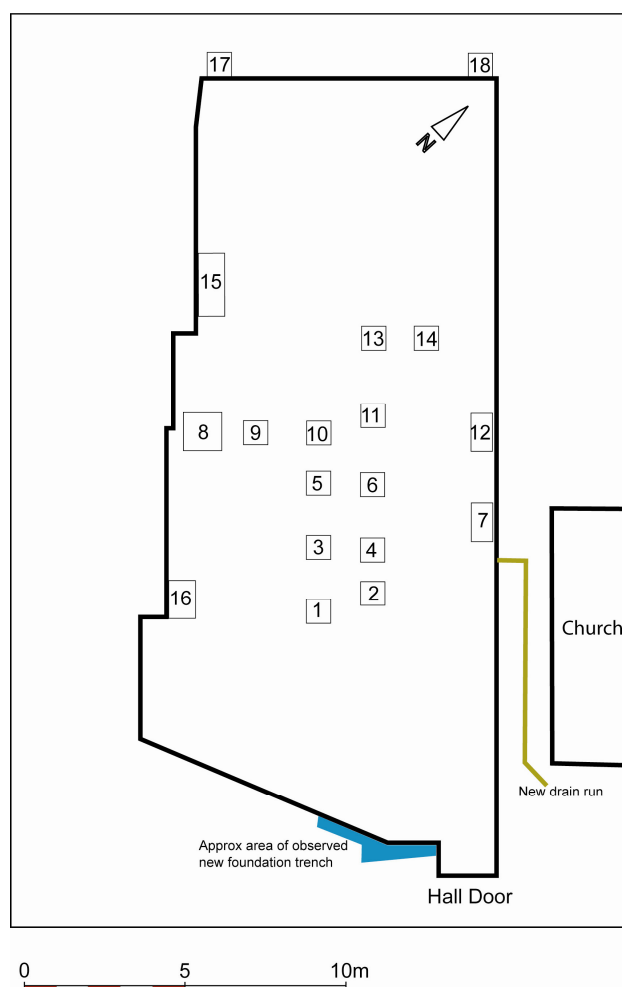 17
18
N
15
13
14
11
8
9
10
12
5
6
7
3
4
16
2
1
Church
New drain run
Approx area of observed
new foundation trench
Hall Door
0
5
10m